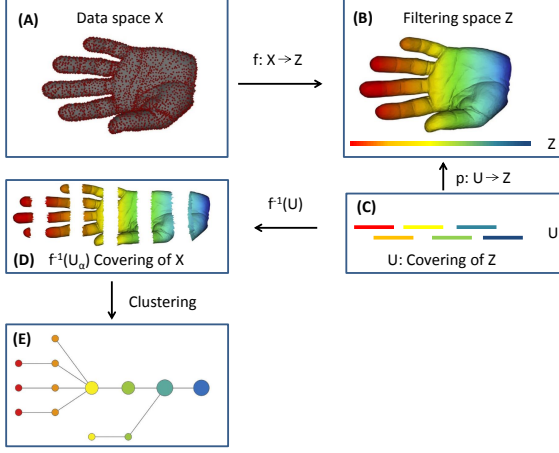 (A) Data space X
f: X → Z
(B) Filtering space Z
Z
p: U → Z
f⁻¹(U)
(C)
U
U: Covering of Z
(D) f⁻¹(Uα) Covering of X
Clustering
(E)